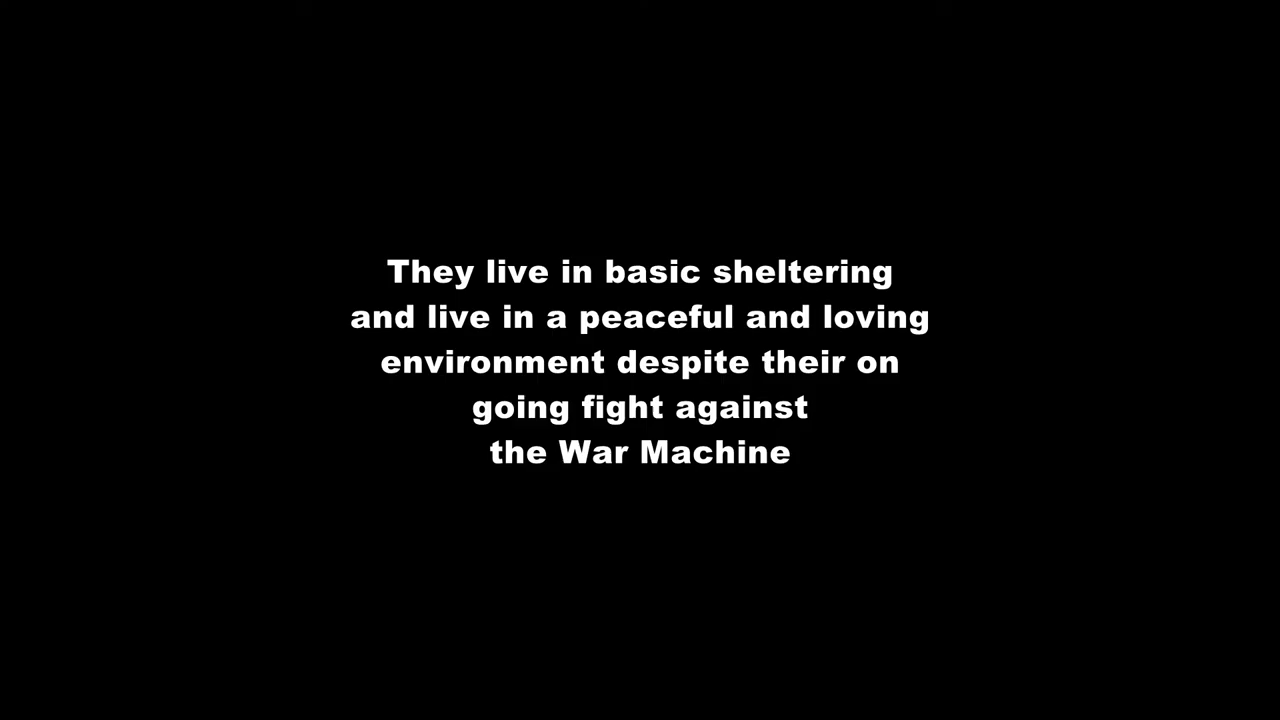 They live in basic sheltering
and live in a peaceful and loving
environment despite their on
going fight against
the War Machine